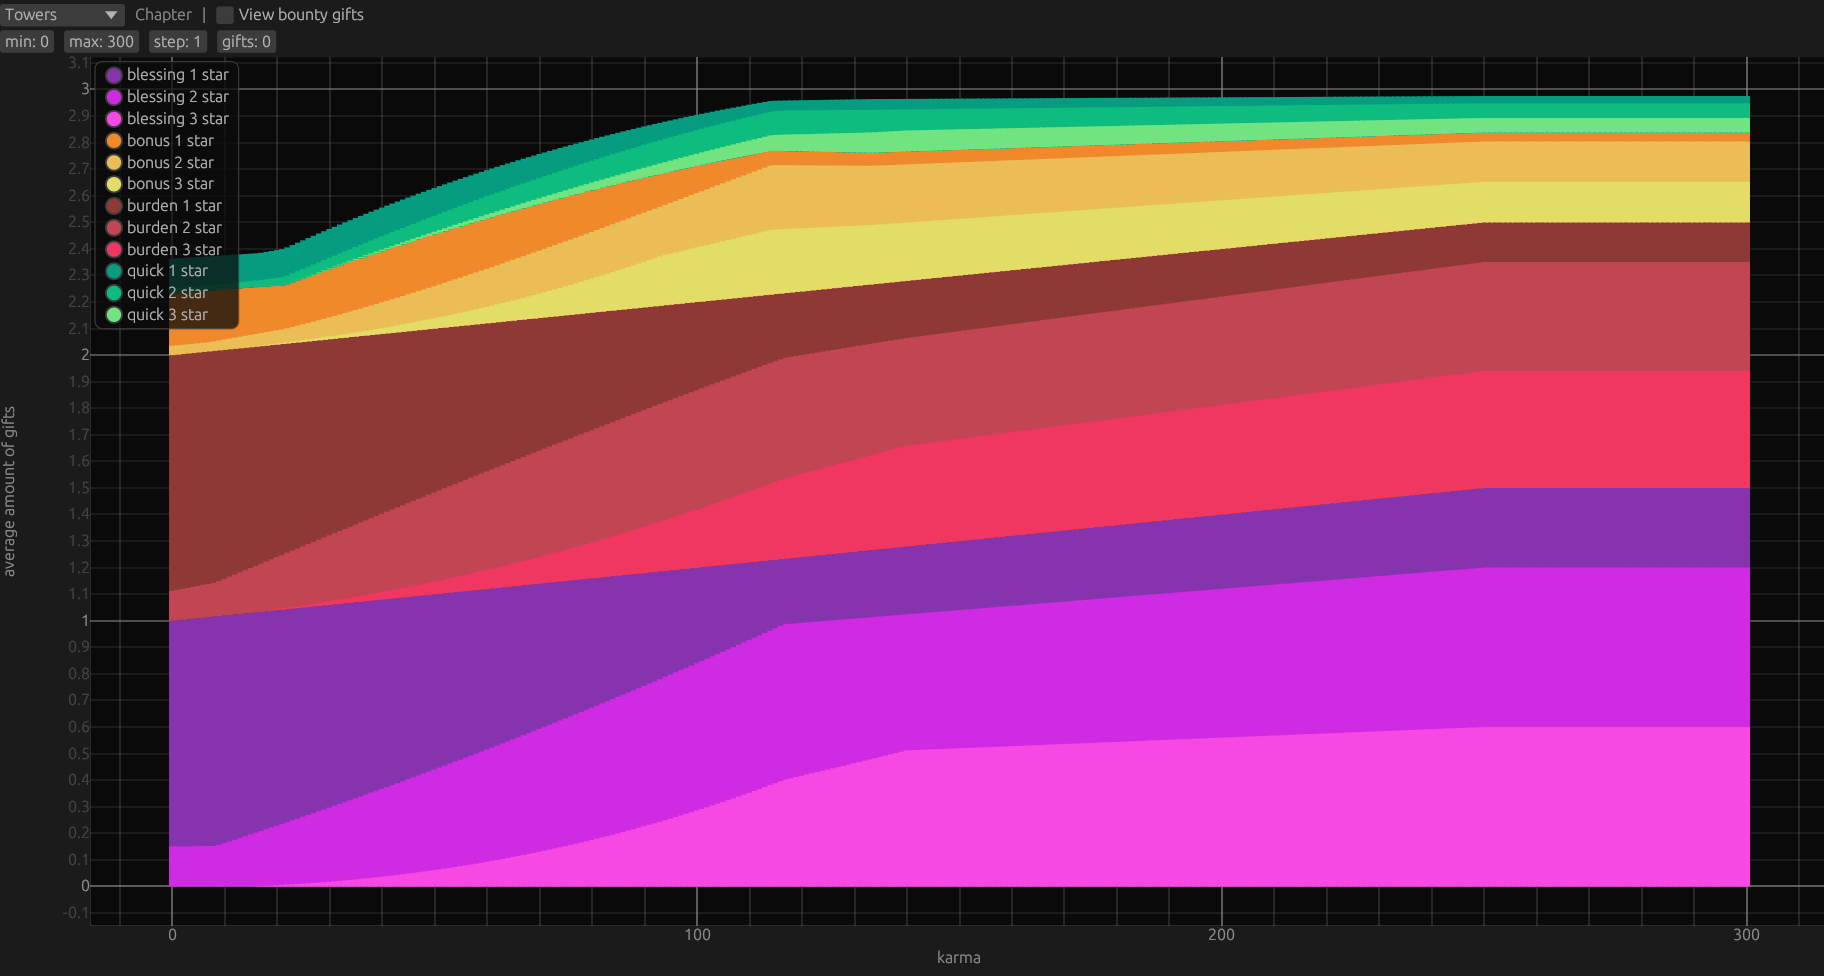 Towers Chapter | View bounty gifts
min: 0 max: 300 step: 1 gifts: 0
blessing 1 star
blessing 2 star
blessing 3 star
bonus 1 star
bonus 2 star
bonus 3 star
burden 1 star
burden 2 star
burden 3 star
quick 1 star
quick 2 star
quick 3 star
average amount of gifts
3.1
3
2.9
2.8
2.7
2.6
2.5
2.4
2.3
2.2
2.1
2
1.9
1.8
1.7
1.6
1.5
1.4
1.3
1.2
1.1
1
0.9
0.8
0.7
0.6
0.5
0.4
0.3
0.2
0.1
0
-0.1
0 100 200 300
karma